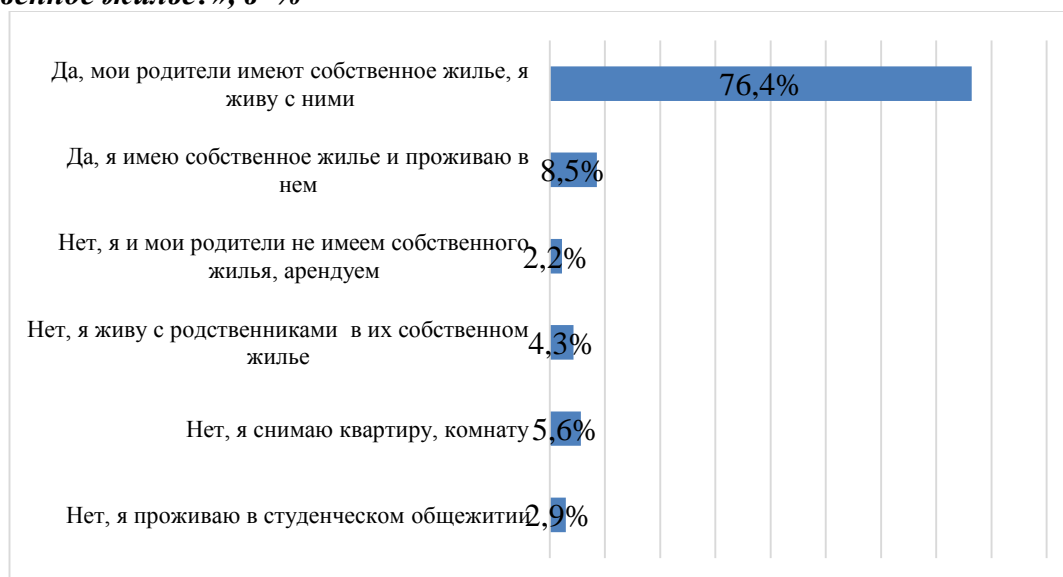 жилье?», в %
Да, мои родители имеют собственное жилье, я
живу с ними
76,4%
Да, я имею собственное жилье и проживаю в
нем
8,5%
Нет, я и мои родители не имеем собственного
жилья, арендуем
2,2%
Нет, я живу с родственниками в их собственном
жилье
4,3%
Нет, я снимаю квартиру, комнату
5,6%
Нет, я проживаю в студенческом общежитии
2,9%